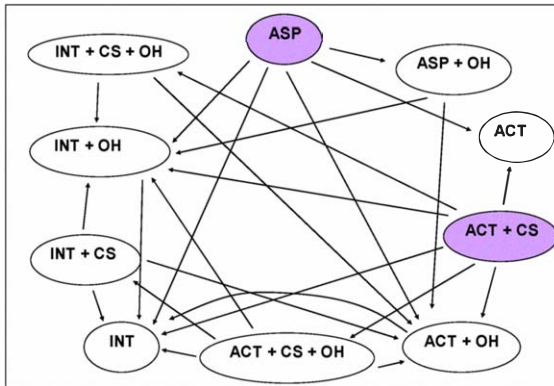 ASP
INT + CS + OH
ASP + OH
ACT
INT + OH
ACT + CS
INT + CS
INT
ACT + CS + OH
ACT + OH